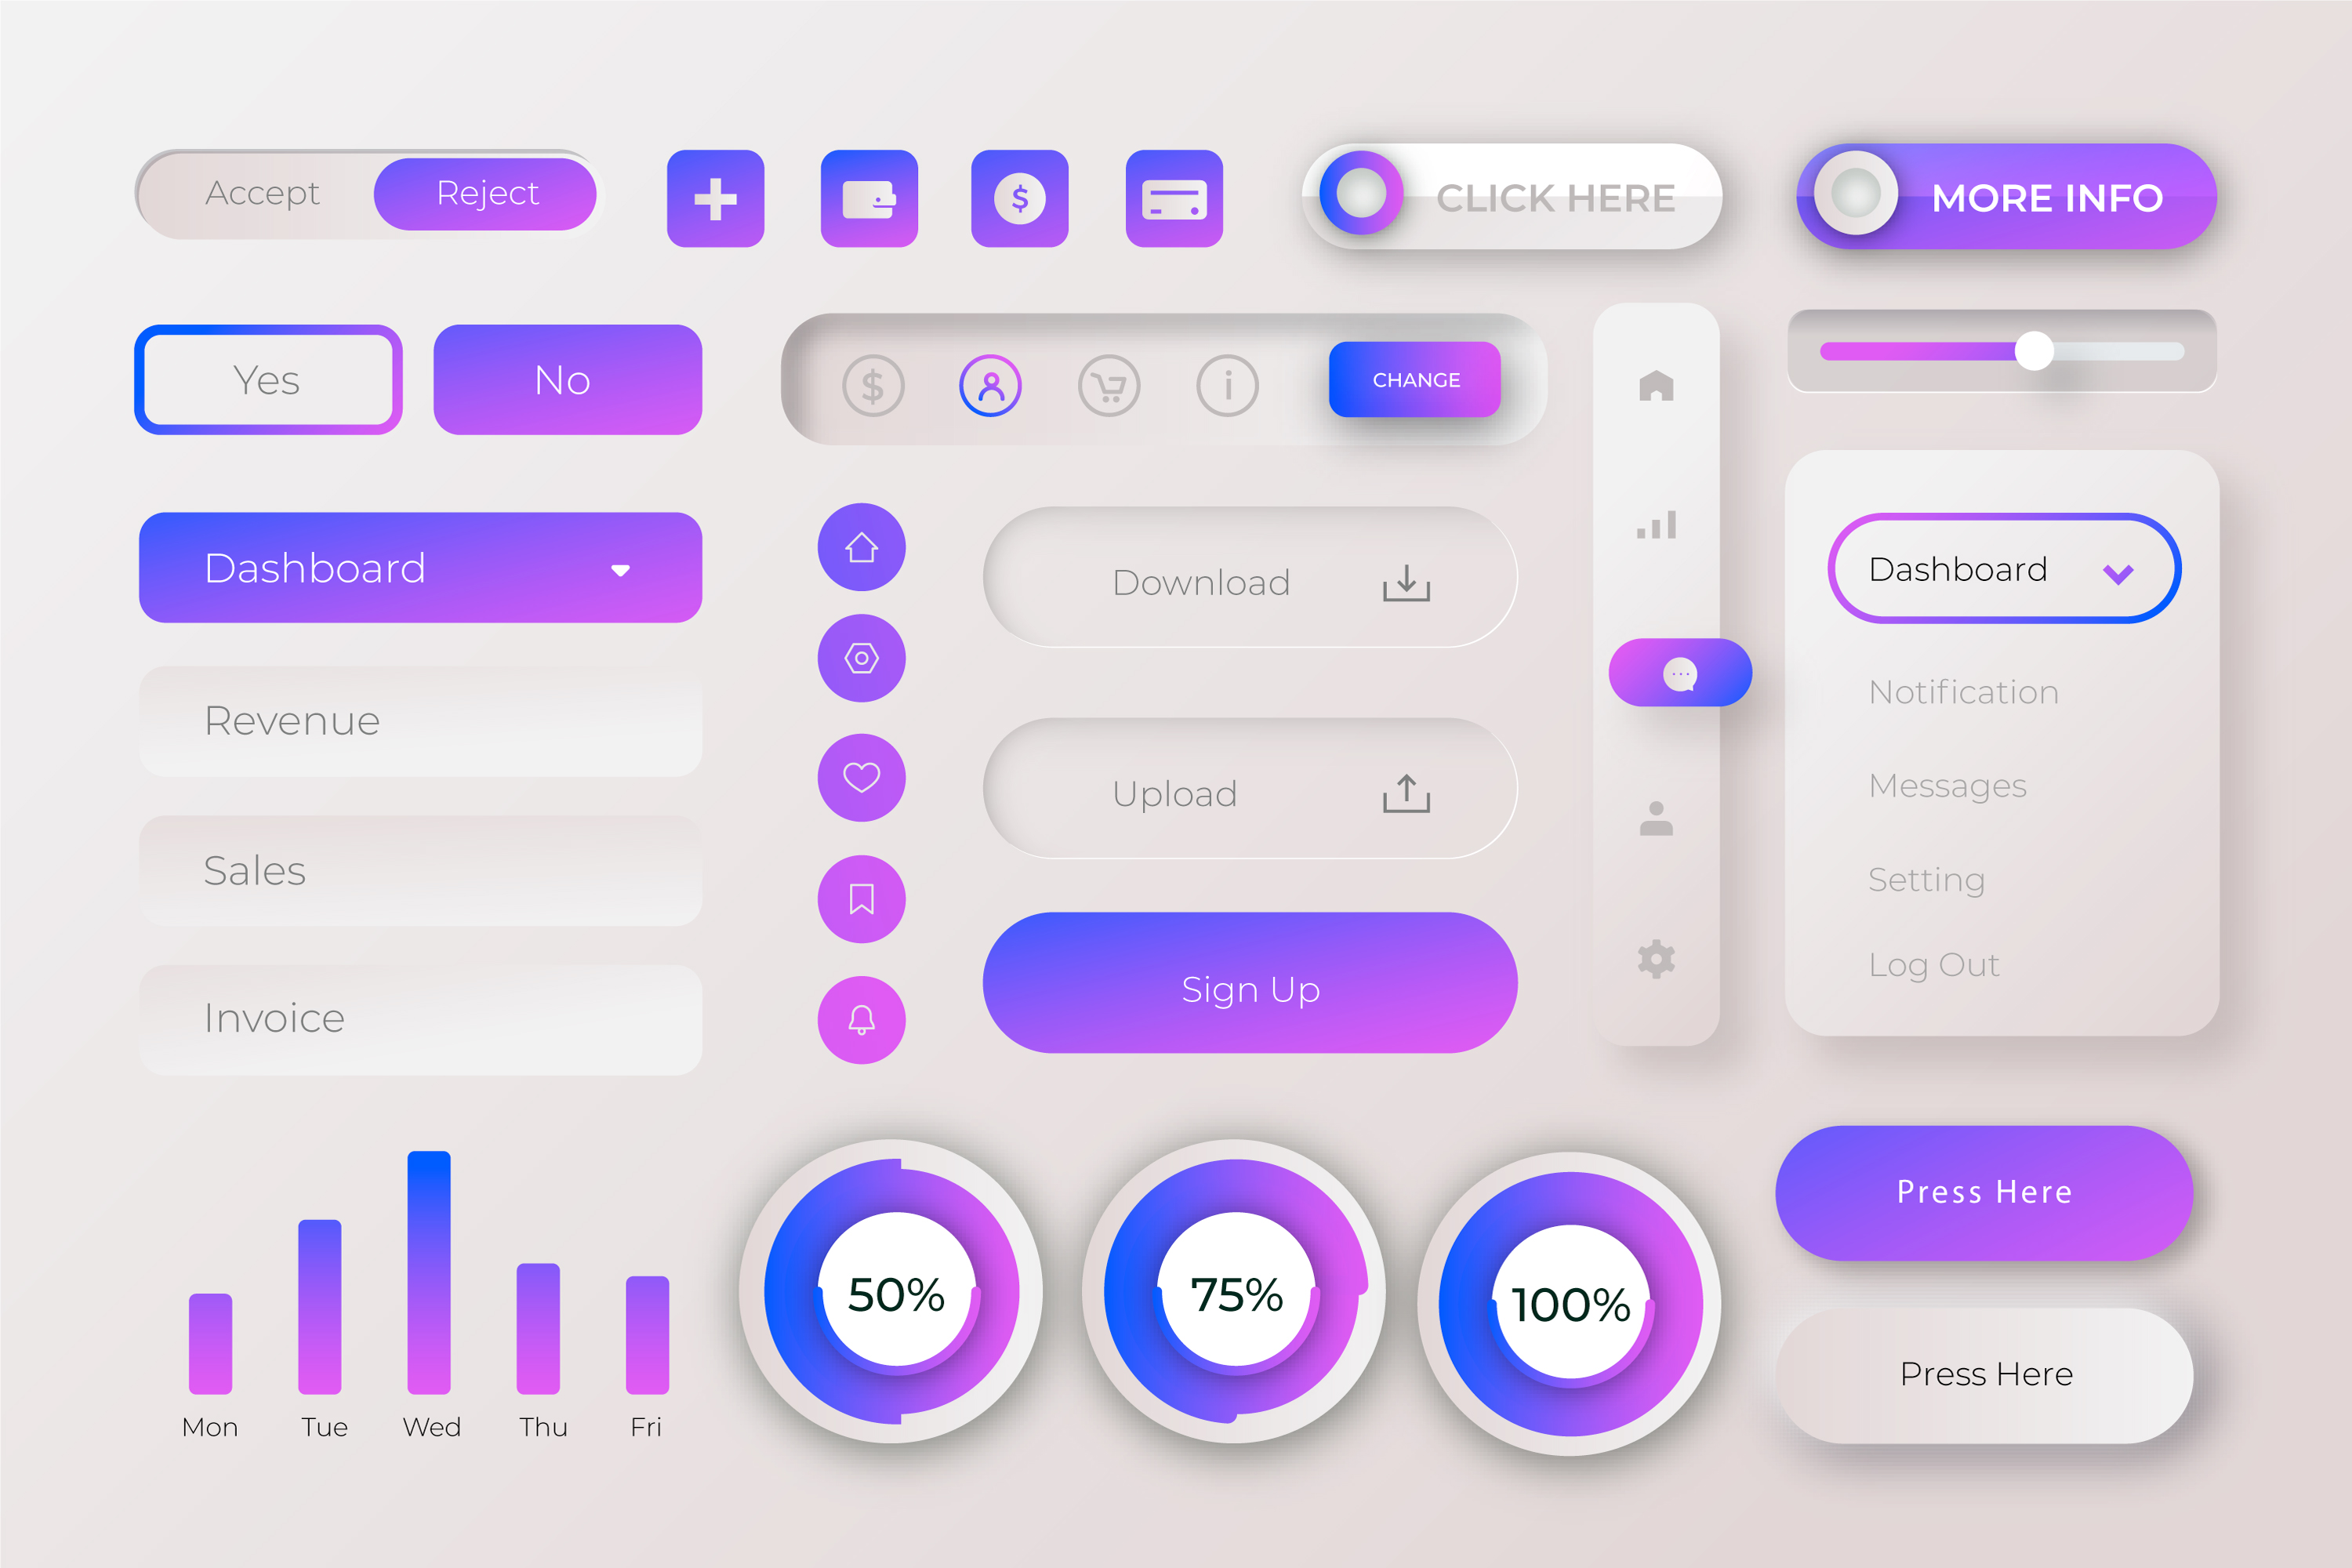 Accept Reject
CLICK HERE
MORE INFO
Yes
No
$
i
CHANGE
Dashboard
Revenue
Sales
Invoice
Download
Upload
Sign Up
Dashboard
Notification
Messages
Setting
Log Out
Mon Tue Wed Thu Fri
50%
75%
100%
Press Here
Press Here